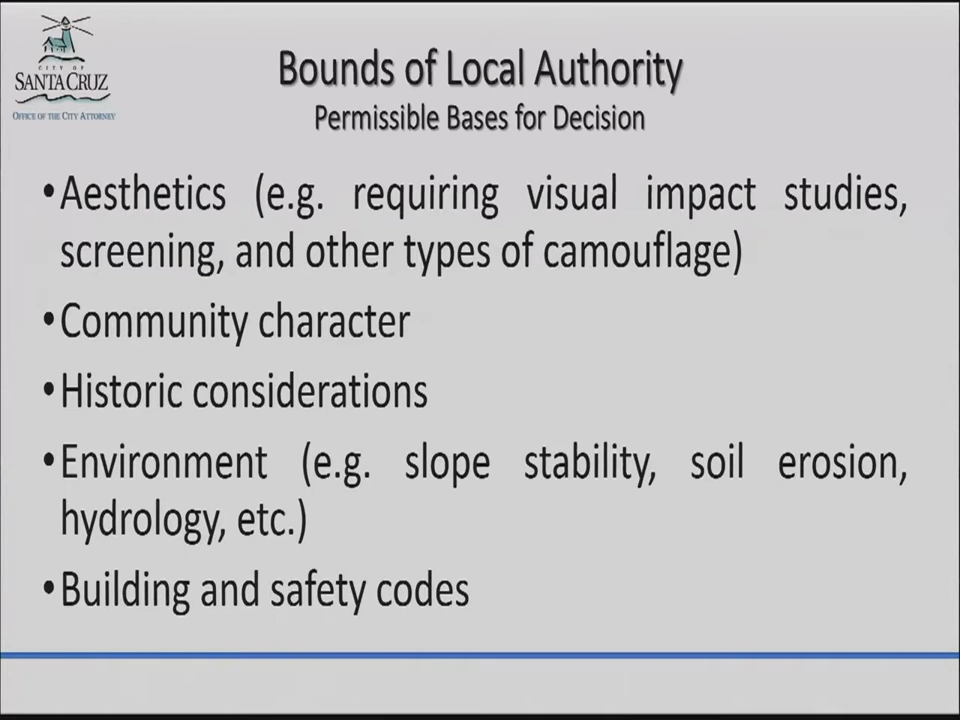 CITY OF
SANTA CRUZ
OFFICE OF THE CITY ATTORNEY
Bounds of Local Authority
Permissible Bases for Decision
•Aesthetics (e.g. requiring visual impact studies,
screening, and other types of camouflage)
•Community character
•Historic considerations
•Environment (e.g. slope stability, soil erosion,
hydrology, etc.)
•Building and safety codes